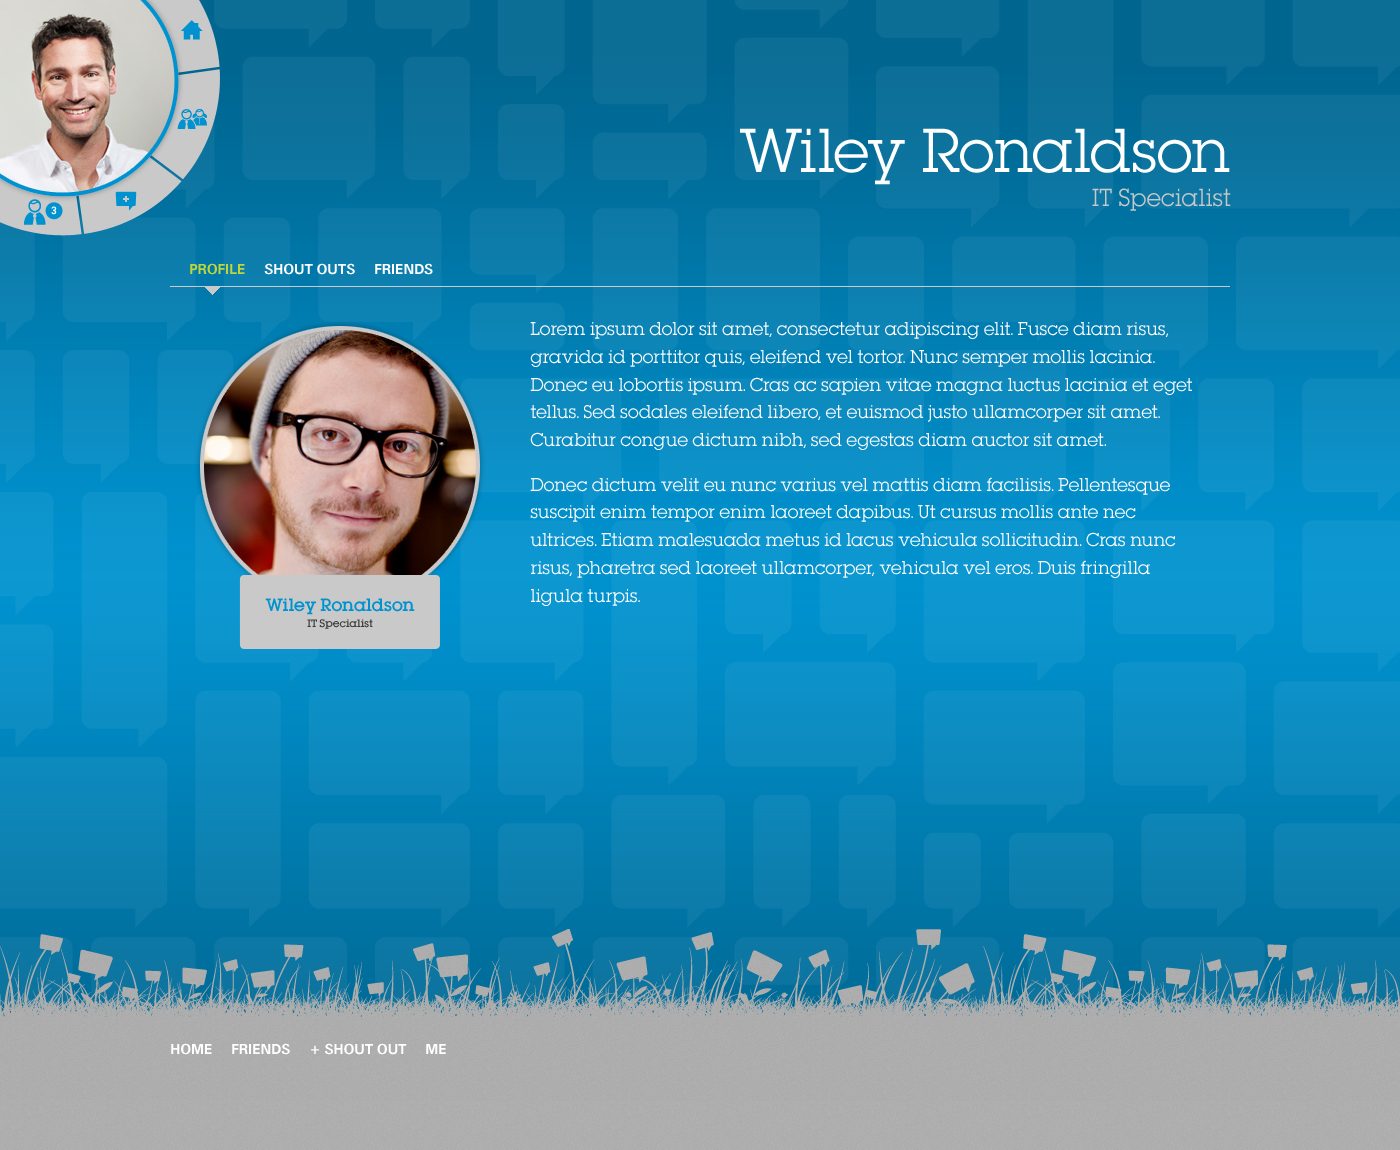 3
Wiley Ronaldson
IT Specialist
PROFILE SHOUT OUTS FRIENDS
Lorem ipsum dolor sit amet, consectetur adipiscing elit. Fusce diam risus,
gravida id porttitor quis, eleifend vel tortor. Nunc semper mollis lacinia.
Donec eu lobortis ipsum. Cras ac sapien vitae magna luctus lacinia et eget
tellus. Sed sodales eleifend libero, et euismod justo ullamcorper sit amet.
Curabitur congue dictum nibh, sed egestas diam auctor sit amet.
Donec dictum velit eu nunc varius vel mattis diam facilisis. Pellentesque
suscipit enim tempor enim laoreet dapibus. Ut cursus mollis ante nec
ultrices. Etiam malesuada metus id lacus vehicula sollicitudin. Cras nunc
risus, pharetra sed laoreet ullamcorper, vehicula vel eros. Duis fringilla
ligula turpis.
Wiley Ronaldson
IT Specialist
HOME FRIENDS + SHOUT OUT ME